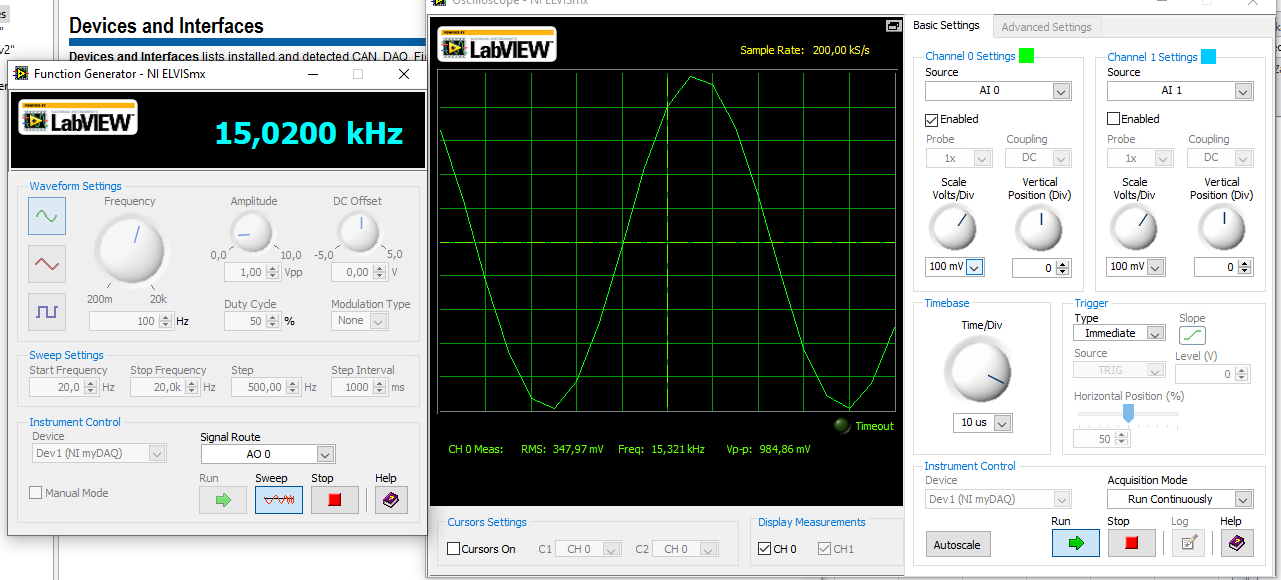 es
s"
v2"
er
Devices and Interfaces
Devices and Interfaces lists installed and detected CAN, DAQ,
Function Generator - NI ELVISmx
POWERED BY
LabVIEW
15,0200 kHz
Waveform Settings
Frequency
Amplitude
DC Offset
0,0
10,0
-5,0
5,0
1,00 Vpp
0,00 V
200m
20k
100 Hz
Duty Cycle
Modulation Type
50 %
None
Sweep Settings
Start Frequency
Stop Frequency
Step
Step Interval
20,0 Hz
20,0 Hz
500,00 Hz
1000 ms
Instrument Control
Device
Signal Route
Dev1 (NI myDAQ)
AO 0
Run
Sweep
Stop
Help
Manual Mode
Oscilloscope - NI ELVISmx
POWERED BY
LabVIEW
Sample Rate: 200,00 kS/s
Timeout
CH 0 Meas: RMS: 347,97 mV Freq: 15,321 kHz Vp-p: 984,86 mV
Cursors Settings
Cursors On
C1 CH 0
C2 CH 0
Display Measurements
CH 0
CH1
Basic Settings
Advanced Settings
Channel 0 Settings
Source
AI 0
Enabled
Probe
Coupling
1x
DC
Scale
Volts/Div
Vertical
Position (Div)
100 mV
0
Channel 1 Settings
Source
AI 1
Enabled
Probe
Coupling
1x
DC
Scale
Volts/Div
Vertical
Position (Div)
100 mV
0
Timebase
Time/Div
10 us
Trigger
Type
Slope
Immediate
Source
Level (V)
TRIG
0
Horizontal Position (%)
50
Instrument Control
Device
Acquisition Mode
Dev1 (NI myDAQ)
Run Continuously
Run
Stop
Log
Help
Autoscale